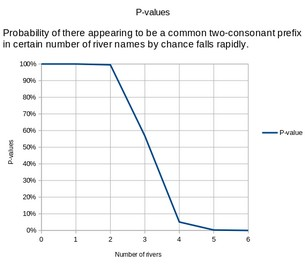 P-values
Probability of there appearing to be a common two-consonant prefix
in certain number of river names by chance falls rapidly.
100%
90%
80%
70%
60%
50%
40%
30%
20%
10%
0%
P-values
0 1 2 3 4 5 6
Number of rivers
P-value